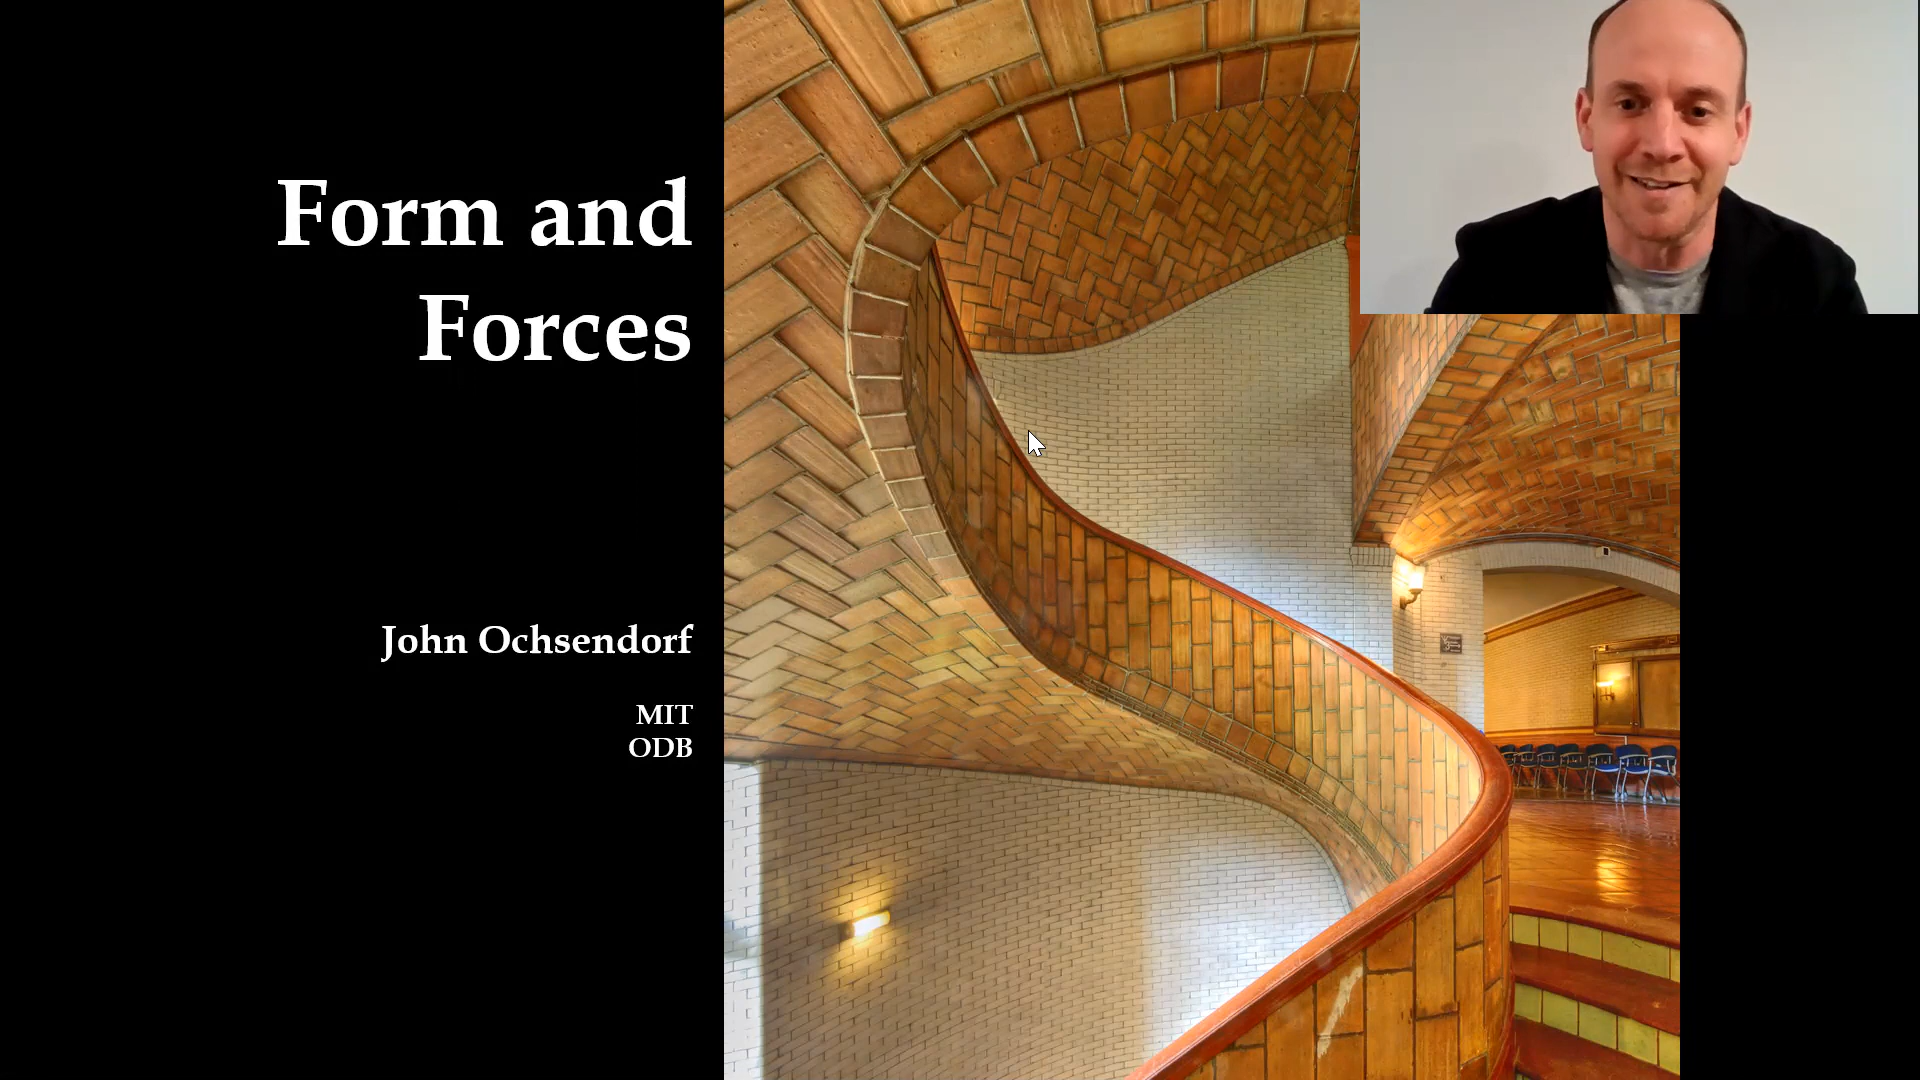 Form and
Forces
John Ochsendorf
MIT
ODB